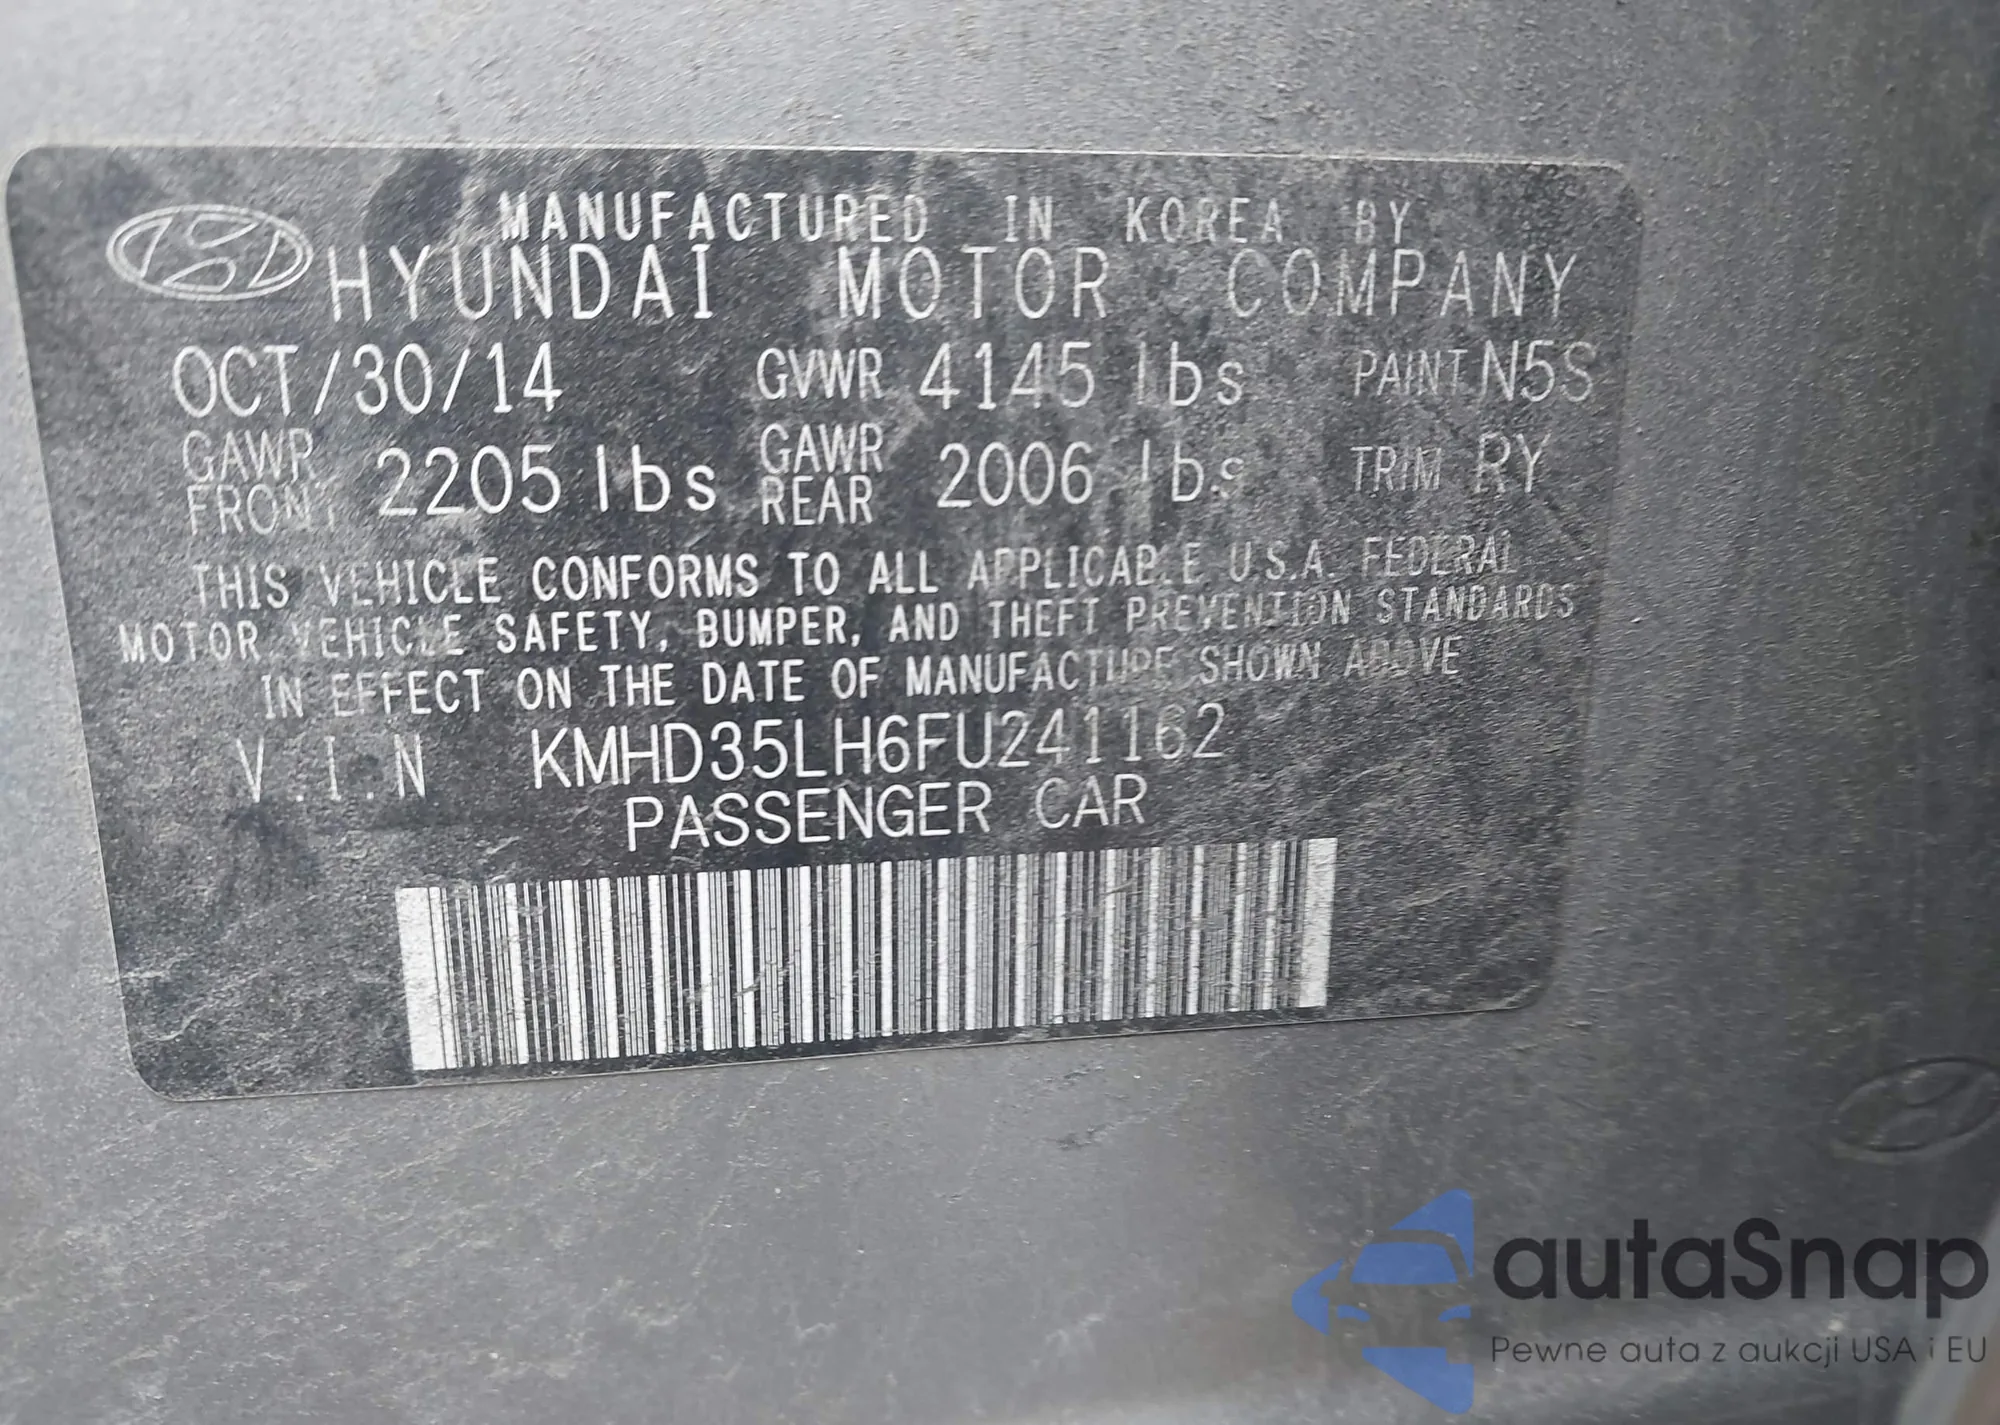 MANUFACTURED IN KOREA BY
HYUNDAI MOTOR COMPANY
OCT/30/14 GVWR 4145 lbs PAINT N5S
GAWR FRONT 2205 lbs GAWR REAR 2006 lbs TRIM RY
THIS VEHICLE CONFORMS TO ALL APPLICABLE U.S.A. FEDERAL
MOTOR VEHICLE SAFETY, BUMPER, AND THEFT PREVENTION STANDARDS
IN EFFECT ON THE DATE OF MANUFACTURE SHOWN ABOVE
V.I.N KMHD35LH6FU241162
PASSENGER CAR
autaSnap
Pewne auta z aukcji USA i EU